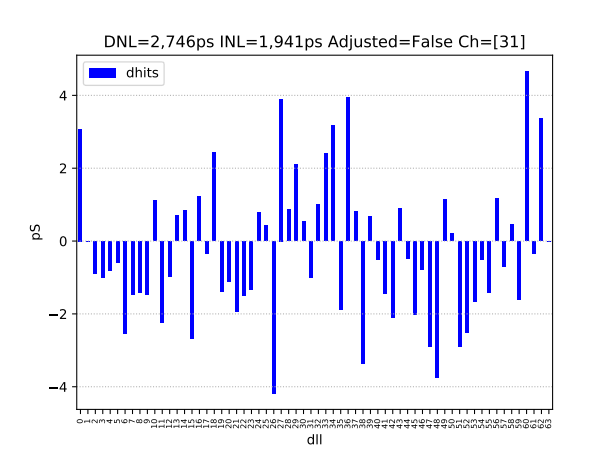 DNL=2,746ps INL=1,941ps Adjusted=False Ch=[31]
dhits
4
2
0
−2
−4
pS
0 1 2 3 4 5 6 7 8 9 10 11 12 13 14 15 16 17 18 19 20 21 22 23 24 25 26 27 28 29 30 31 32 33 34 35 36 37 38 39 40 41 42 43 44 45 46 47 48 49 50 51 52 53 54 55 56 57 58 59 60 61 62 63
dll